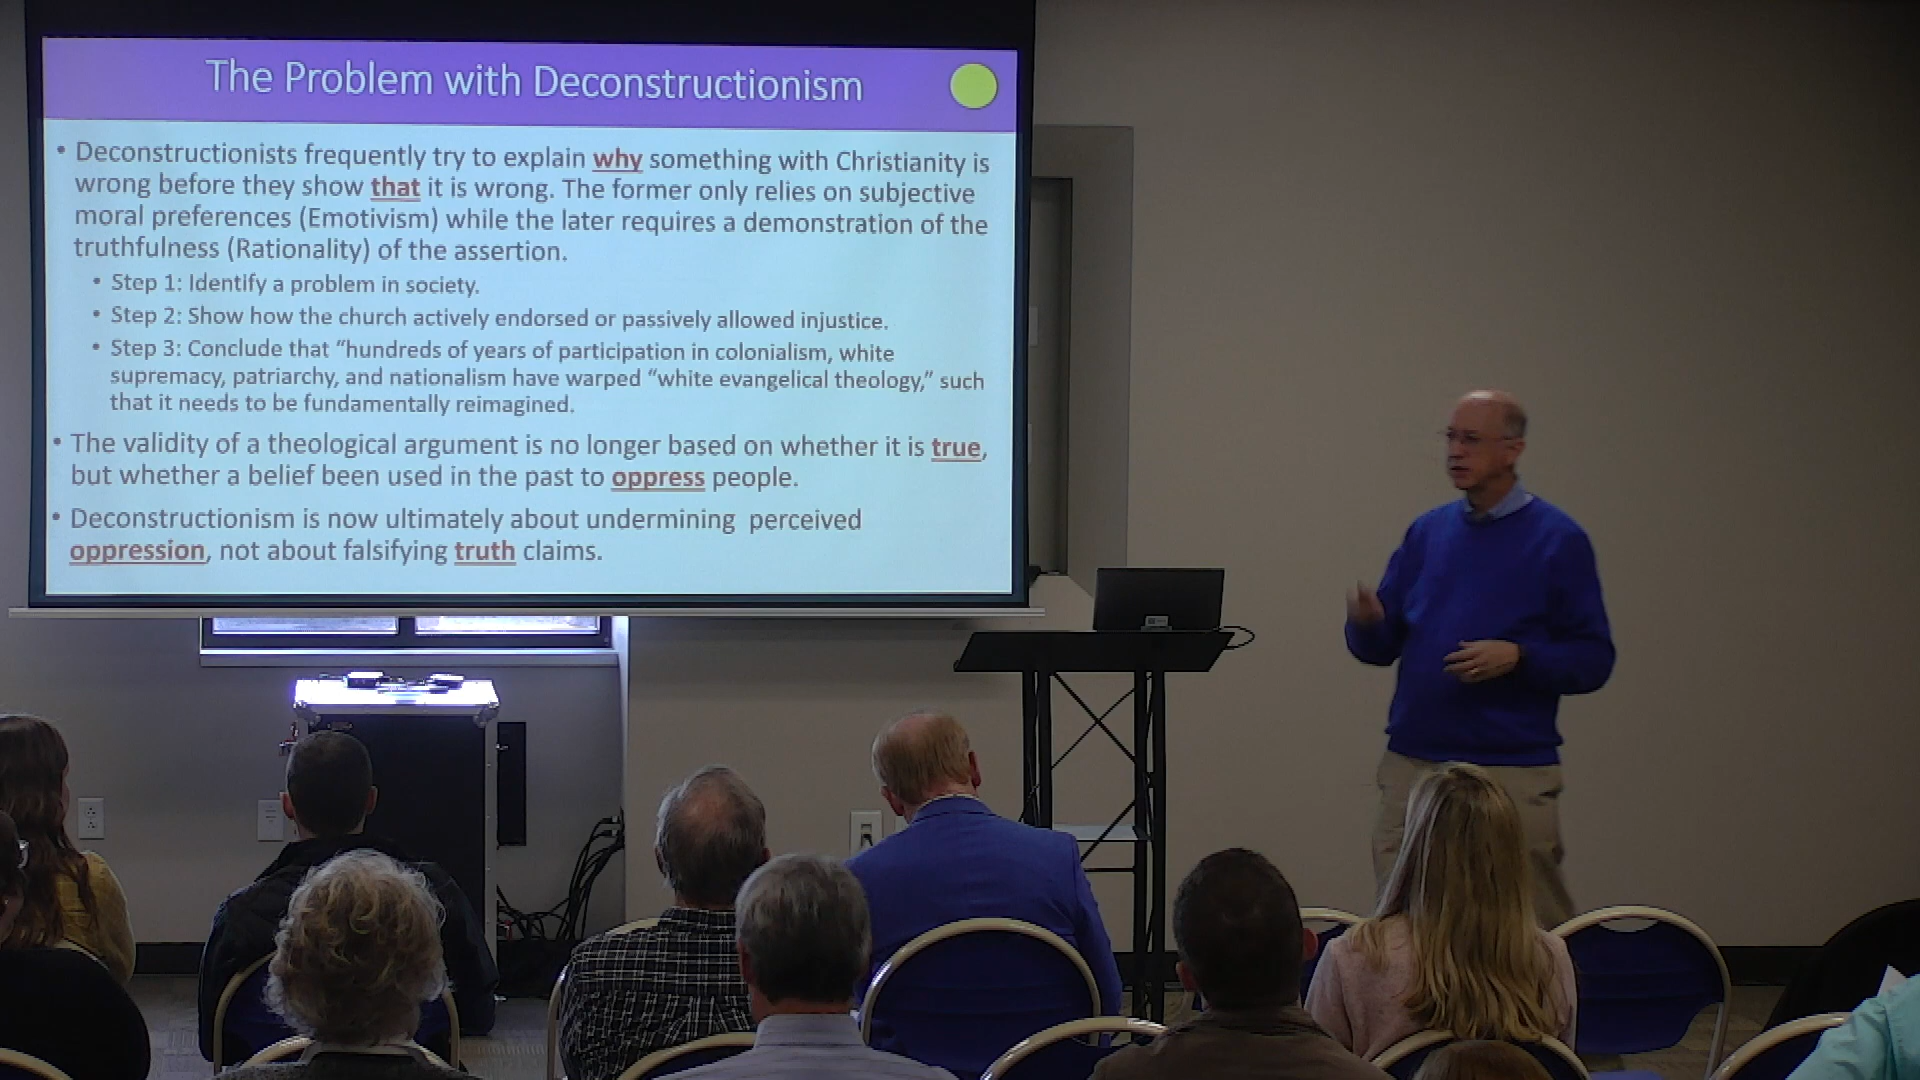 The Problem with Deconstructionism
• Deconstructionists frequently try to explain why something with Christianity is
wrong before they show that it is wrong. The former only relies on subjective
moral preferences (Emotivism) while the later requires a demonstration of the
truthfulness (Rationality) of the assertion.
• Step 1: Identify a problem in society.
• Step 2: Show how the church actively endorsed or passively allowed injustice.
• Step 3: Conclude that “hundreds of years of participation in colonialism, white
supremacy, patriarchy, and nationalism have warped “white evangelical theology,” such
that it needs to be fundamentally reimagined.
• The validity of a theological argument is no longer based on whether it is true,
but whether a belief been used in the past to oppress people.
• Deconstructionism is now ultimately about undermining perceived
oppression, not about falsifying truth claims.